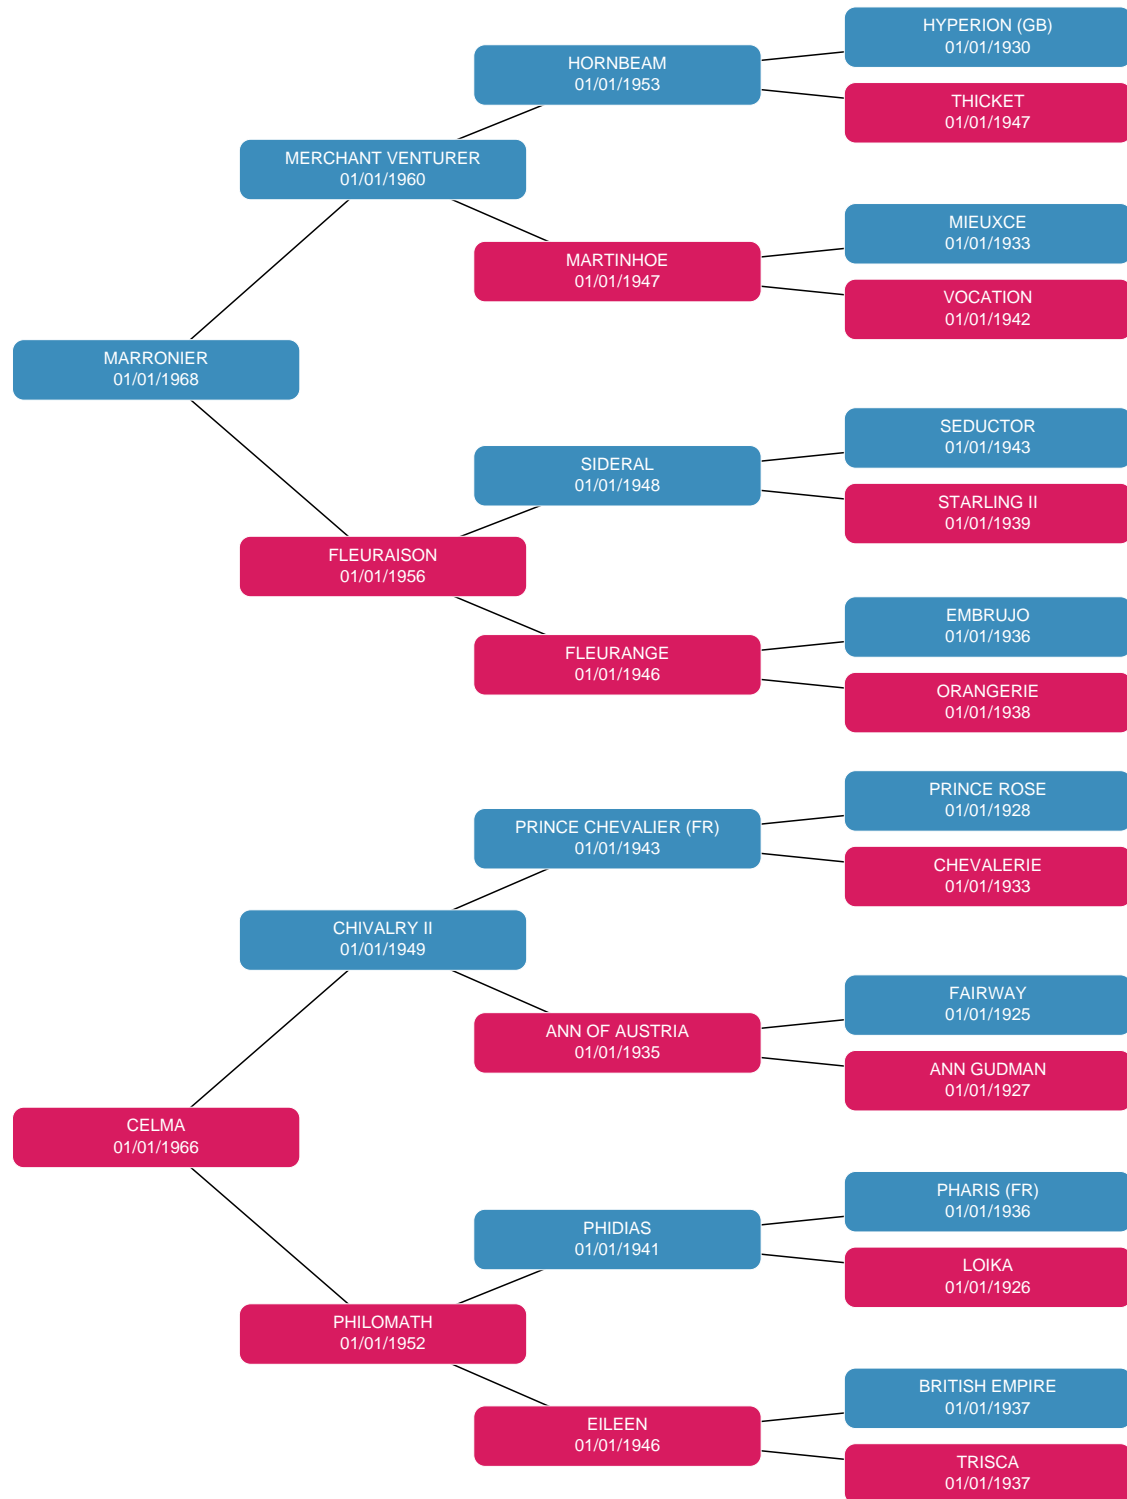 HYPERION (GB)
01/01/1930
HORNBEAM
01/01/1953
THICKET
01/01/1947
MERCHANT VENTURER
01/01/1960
MIEUXCE
01/01/1933
MARTINHOE
01/01/1947
VOCATION
01/01/1942
MARRONIER
01/01/1968
SEDUCTOR
01/01/1943
SIDERAL
01/01/1948
STARLING II
01/01/1939
FLEURAISON
01/01/1956
EMBRUJO
01/01/1936
FLEURANGE
01/01/1946
ORANGERIE
01/01/1938
PRINCE ROSE
01/01/1928
PRINCE CHEVALIER (FR)
01/01/1943
CHEVALERIE
01/01/1933
CHIVALRY II
01/01/1949
FAIRWAY
01/01/1925
ANN OF AUSTRIA
01/01/1935
ANN GUDMAN
01/01/1927
CELMA
01/01/1966
PHARIS (FR)
01/01/1936
PHIDIAS
01/01/1941
LOIKA
01/01/1926
PHILOMATH
01/01/1952
BRITISH EMPIRE
01/01/1937
EILEEN
01/01/1946
TRISCA
01/01/1937